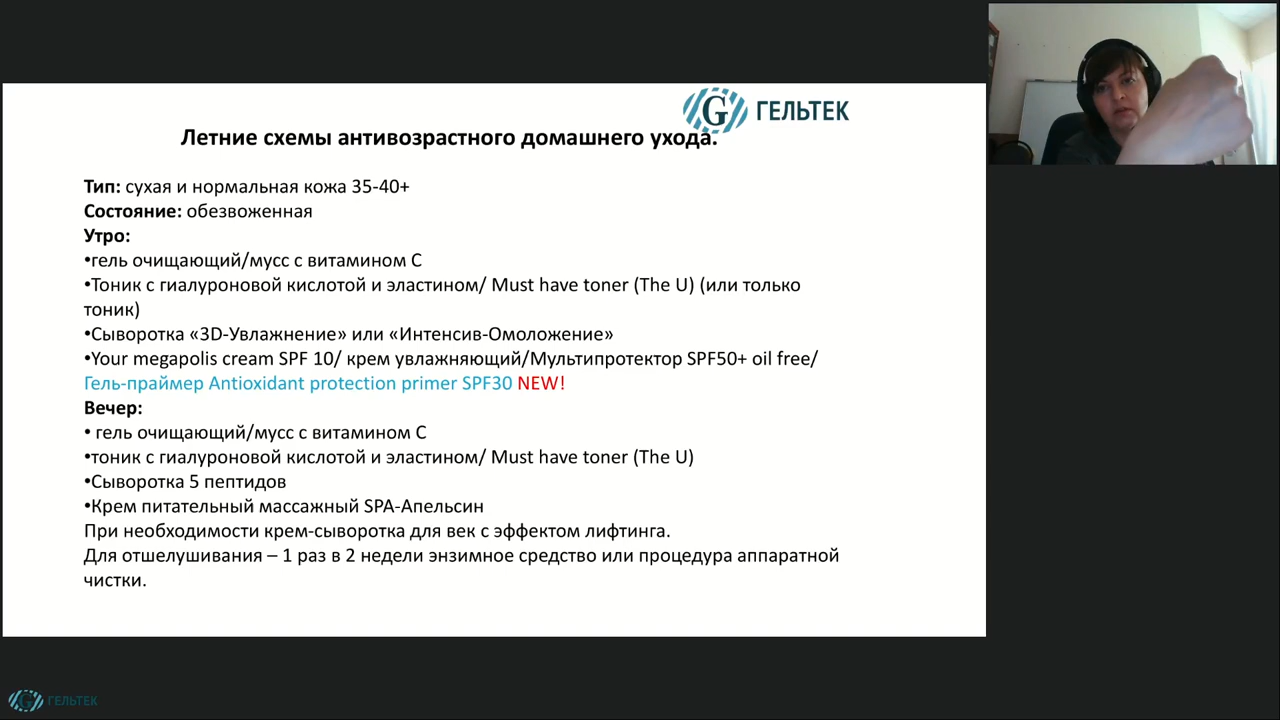 ГЕЛЬТЕК
Летние схемы антивозрастного домашнего ухода.
Тип: сухая и нормальная кожа 35-40+
Состояние: обезвоженная
Утро:
•гель очищающий/мусс с витамином С
•Тоник с гиалуроновой кислотой и эластином/ Must have toner (The U) (или только
тоник)
•Сыворотка «3D-Увлажнение» или «Интенсив-Омоложение»
•Your megapolis cream SPF 10/ крем увлажняющий/Мультипротектор SPF50+ oil free/
Гель-праймер Antioxidant protection primer SPF30 NEW!
Вечер:
• гель очищающий/мусс с витамином С
•тоник с гиалуроновой кислотой и эластином/ Must have toner (The U)
•Сыворотка 5 пептидов
•Крем питательный массажный SPA-Апельсин
При необходимости крем-сыворотка для век с эффектом лифтинга.
Для отшелушивания – 1 раз в 2 недели энзимное средство или процедура аппаратной
чистки.
ГЕЛЬТЕК